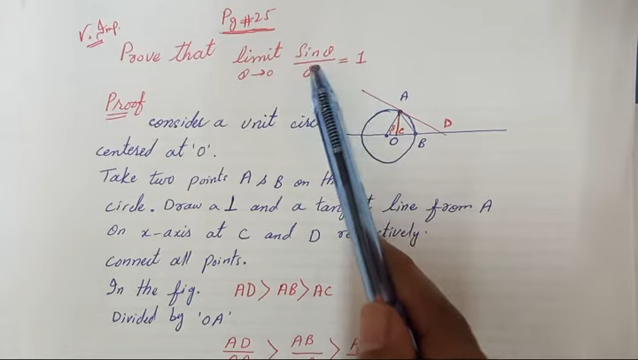 Pg#25
V. Imp.
Prove that limit sinθ = 1
θ→0
Proof
consider a unit
centered at 'O'.
Take two points A & B on
circle. Draw a ⊥ and a tangent line from A
on x-axis at C and D respectively.
connect all points.
In the fig. AD > AB > AC
Divided by 'OA'
AD > AB >
A
D
θ
C
O
B